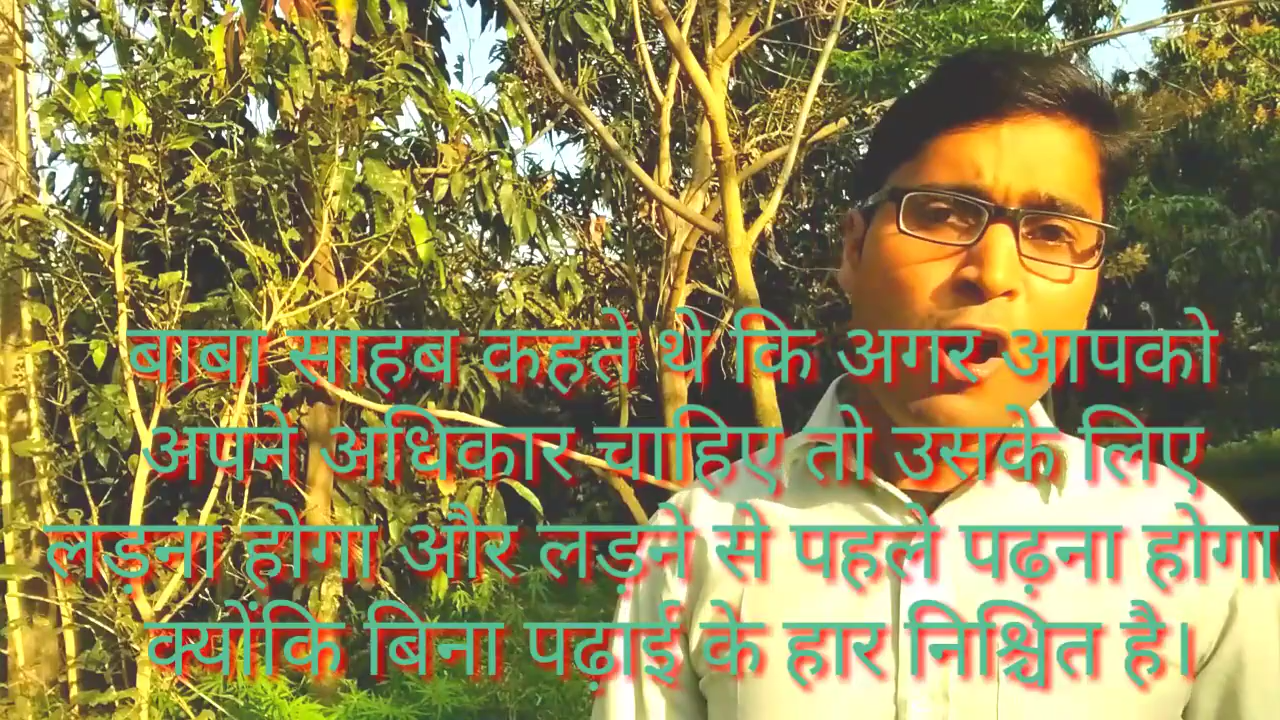 बाबा साहब कहते थे कि अगर आपको
अपने अधिकार चाहिए तो उसके लिए
लड़ना होगा और लड़ने से पहले पढ़ना होगा
क्योंकि बिना पढ़ाई के हार निश्चित है।